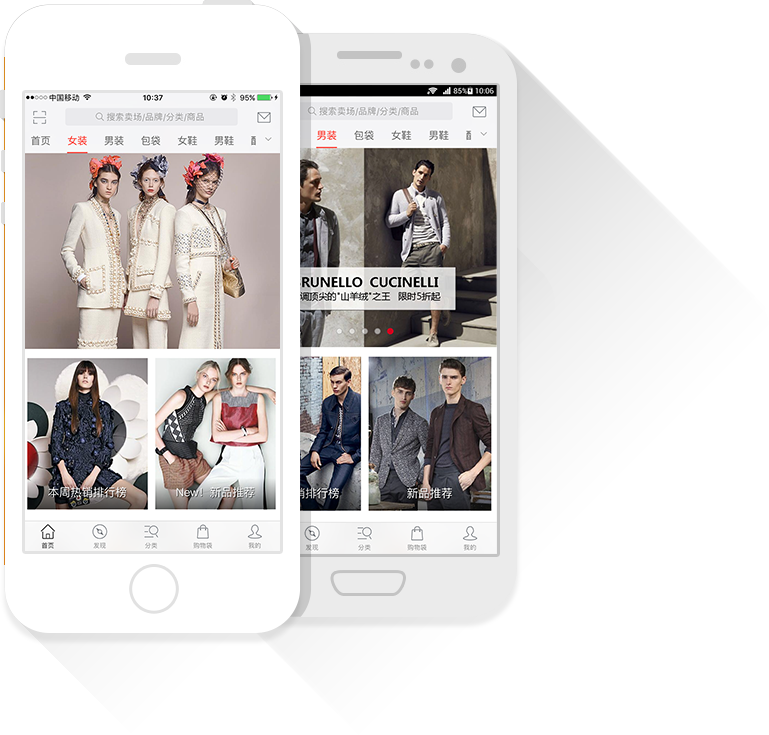 中国移动 10:37 95%
搜索卖场/品牌/分类/商品
首页 女装 男装 包袋 女鞋 男鞋
本周热销排行榜
New! 新品推荐
首页 发现 分类 购物袋 我的
85% 10:06
搜索卖场/品牌/分类/商品
男装 包袋 女鞋 男鞋
BRUNELLO CUCINELLI
调顶尖的"山羊绒"之王 限时5折起
销排行榜
新品推荐
发现 分类 购物袋 我的